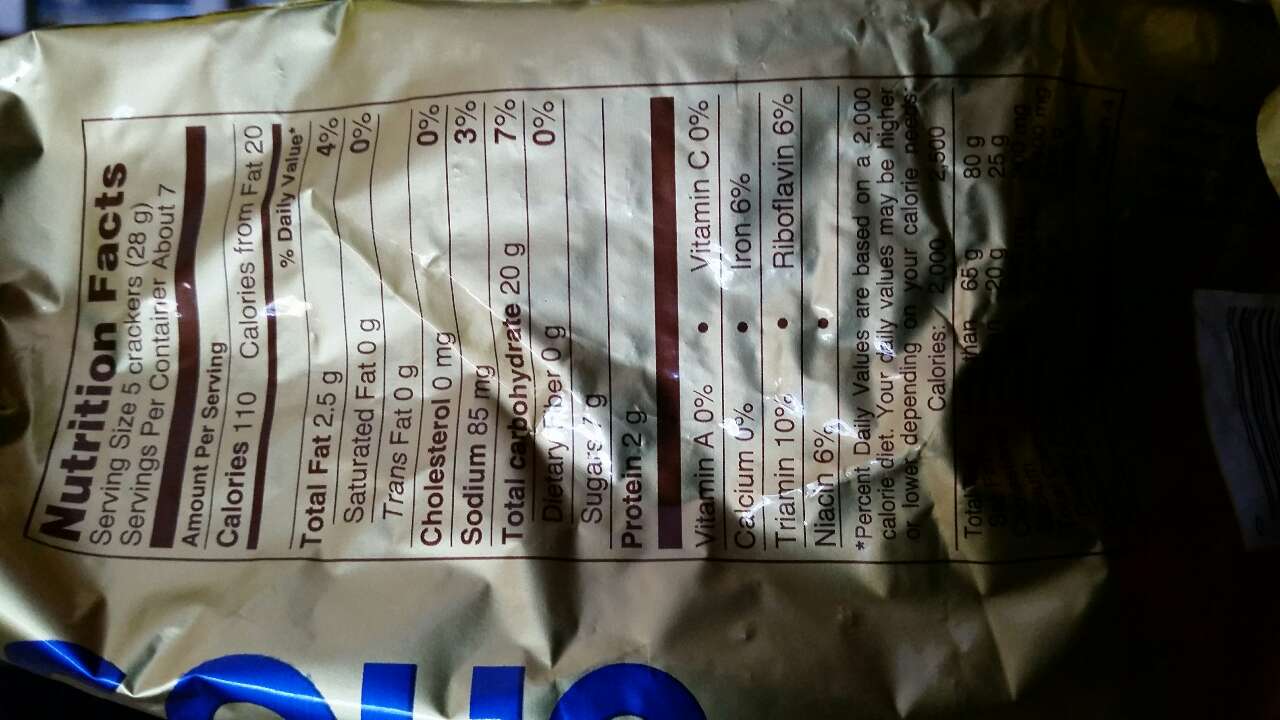 Nutrition Facts
Serving Size 5 crackers (28 g)
Servings Per Container About 7
Amount Per Serving
Calories 110 Calories from Fat 20
% Daily Value*
Total Fat 2.5 g 4%
Saturated Fat 0 g 0%
Trans Fat 0 g
Cholesterol 0 mg 0%
Sodium 85 mg 3%
Total carbohydrate 20 g 7%
Dietary Fiber 0 g 0%
Sugars 7 g
Protein 2 g
Vitamin A 0% • Vitamin C 0%
Calcium 0% • Iron 6%
Triamin 10% • Riboflavin 6%
Niacin 6% •
*Percent Daily Values are based on a 2,000
calorie diet. Your daily values may be higher
or lower depending on your calorie needs:
Calories: 2,000 2,500
Total than 65 g 80 g
20 g 25 g